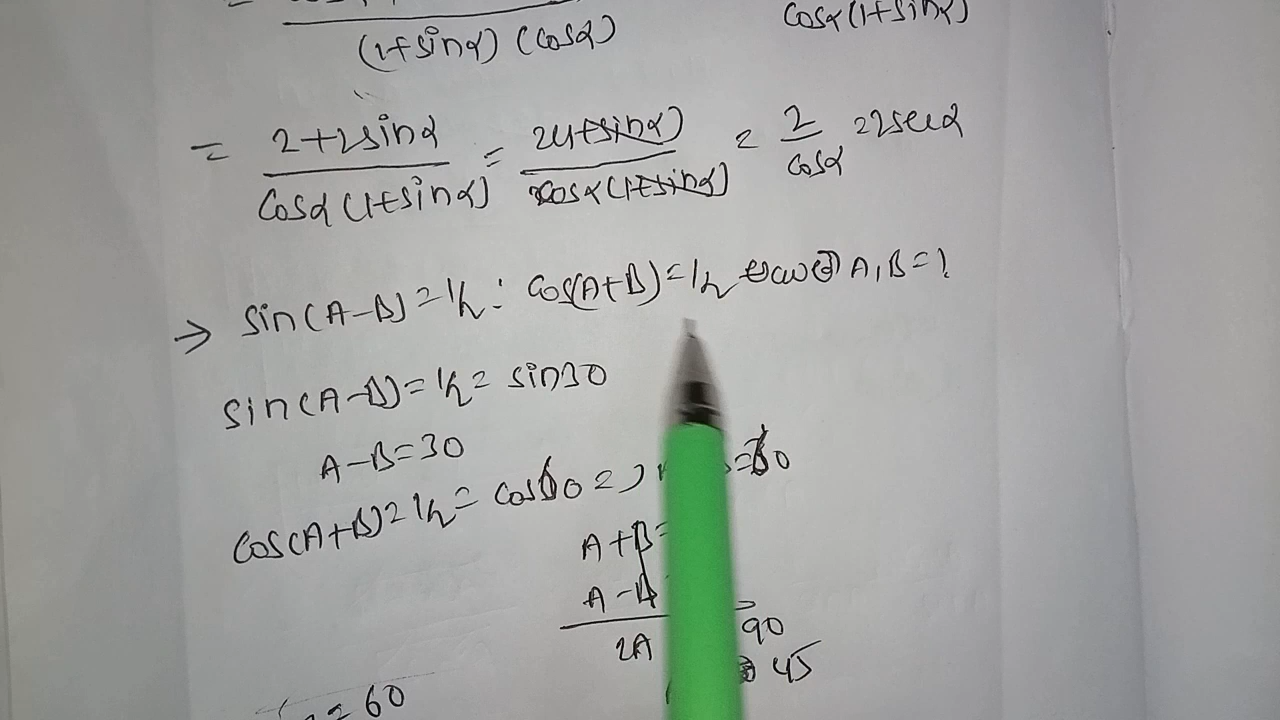 (1+sinα) (cosα)    cosα(1+sinα)
= 2+2sinα / cosα(1+sinα) = 2(1+sinα) / cosα(1+sinα) = 2 / cosα = 2secα
→ sin(A-B) = 1/2 : cos(A+B) = 1/2 A, B = ?
sin(A-B) = 1/2 = sin30
A-B=30
cos(A+B) = 1/2 = cos60 = 60
A+B=
A-B
2A 90
45
= 60